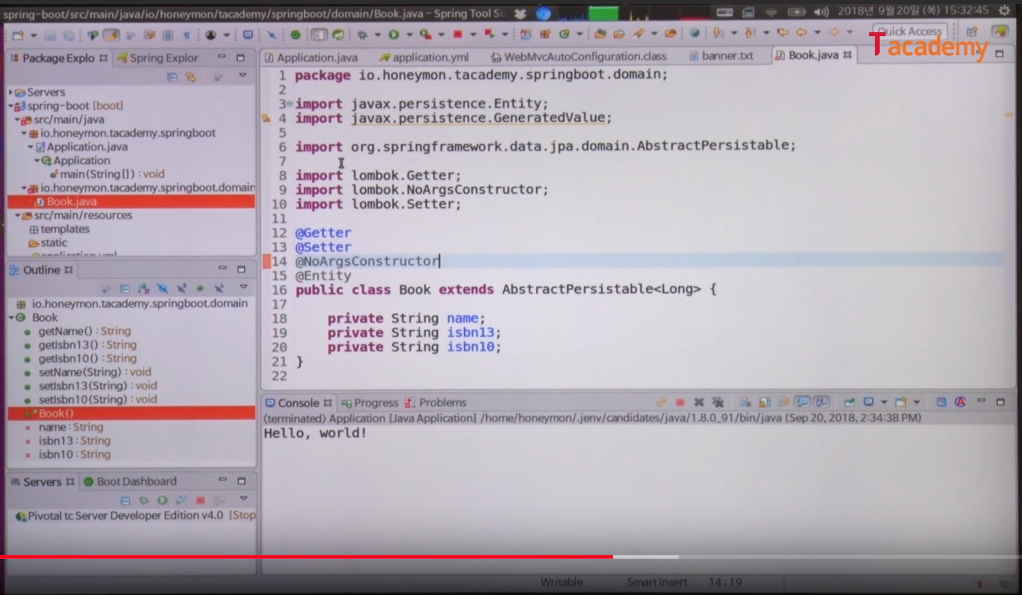 spring-boot/src/main/java/io/honeymon/tacademy/springboot/domain/Book.java - Spring Tool S
2018년 9월20일 (목) 15:32:45
Quick Access
Tacademy
Package Explo
Spring Explor
Servers
spring-boot [boot]
src/main/java
io.honeymon.tacademy.springboot
Application.java
Application
main(String[]) : void
io.honeymon.tacademy.springboot.domain
Book.java
src/main/resources
templates
static
Outline
io.honeymon.tacademy.springboot.domain
Book
getName() : String
getIsbn13() : String
getIsbn10() : String
setName(String) : void
setIsbn13(String) : void
setIsbn10(String) : void
Book()
name : String
isbn13 : String
isbn10 : String
Servers
Boot Dashboard
Pivotal tc Server Developer Edition v4.0 [Stop
Application.java
application.yml
WebMvcAutoConfiguration.class
banner.txt
Book.java
1 package io.honeymon.tacademy.springboot.domain;
2
3 import javax.persistence.Entity;
4 import javax.persistence.GeneratedValue;
5
6 import org.springframework.data.jpa.domain.AbstractPersistable;
7
8 import lombok.Getter;
9 import lombok.NoArgsConstructor;
10 import lombok.Setter;
11
12 @Getter
13 @Setter
14 @NoArgsConstructor
15 @Entity
16 public class Book extends AbstractPersistable<Long> {
17
18 private String name;
19 private String isbn13;
20 private String isbn10;
21 }
22
Console
Progress
Problems
(terminated) Application [Java Application] /home/honeymon/.jenv/candidates/java/1.8.0_91/bin/java (Sep 20, 2018, 2:34:38 PM)
Hello, world!
Writable
Smart Insert
14 : 19